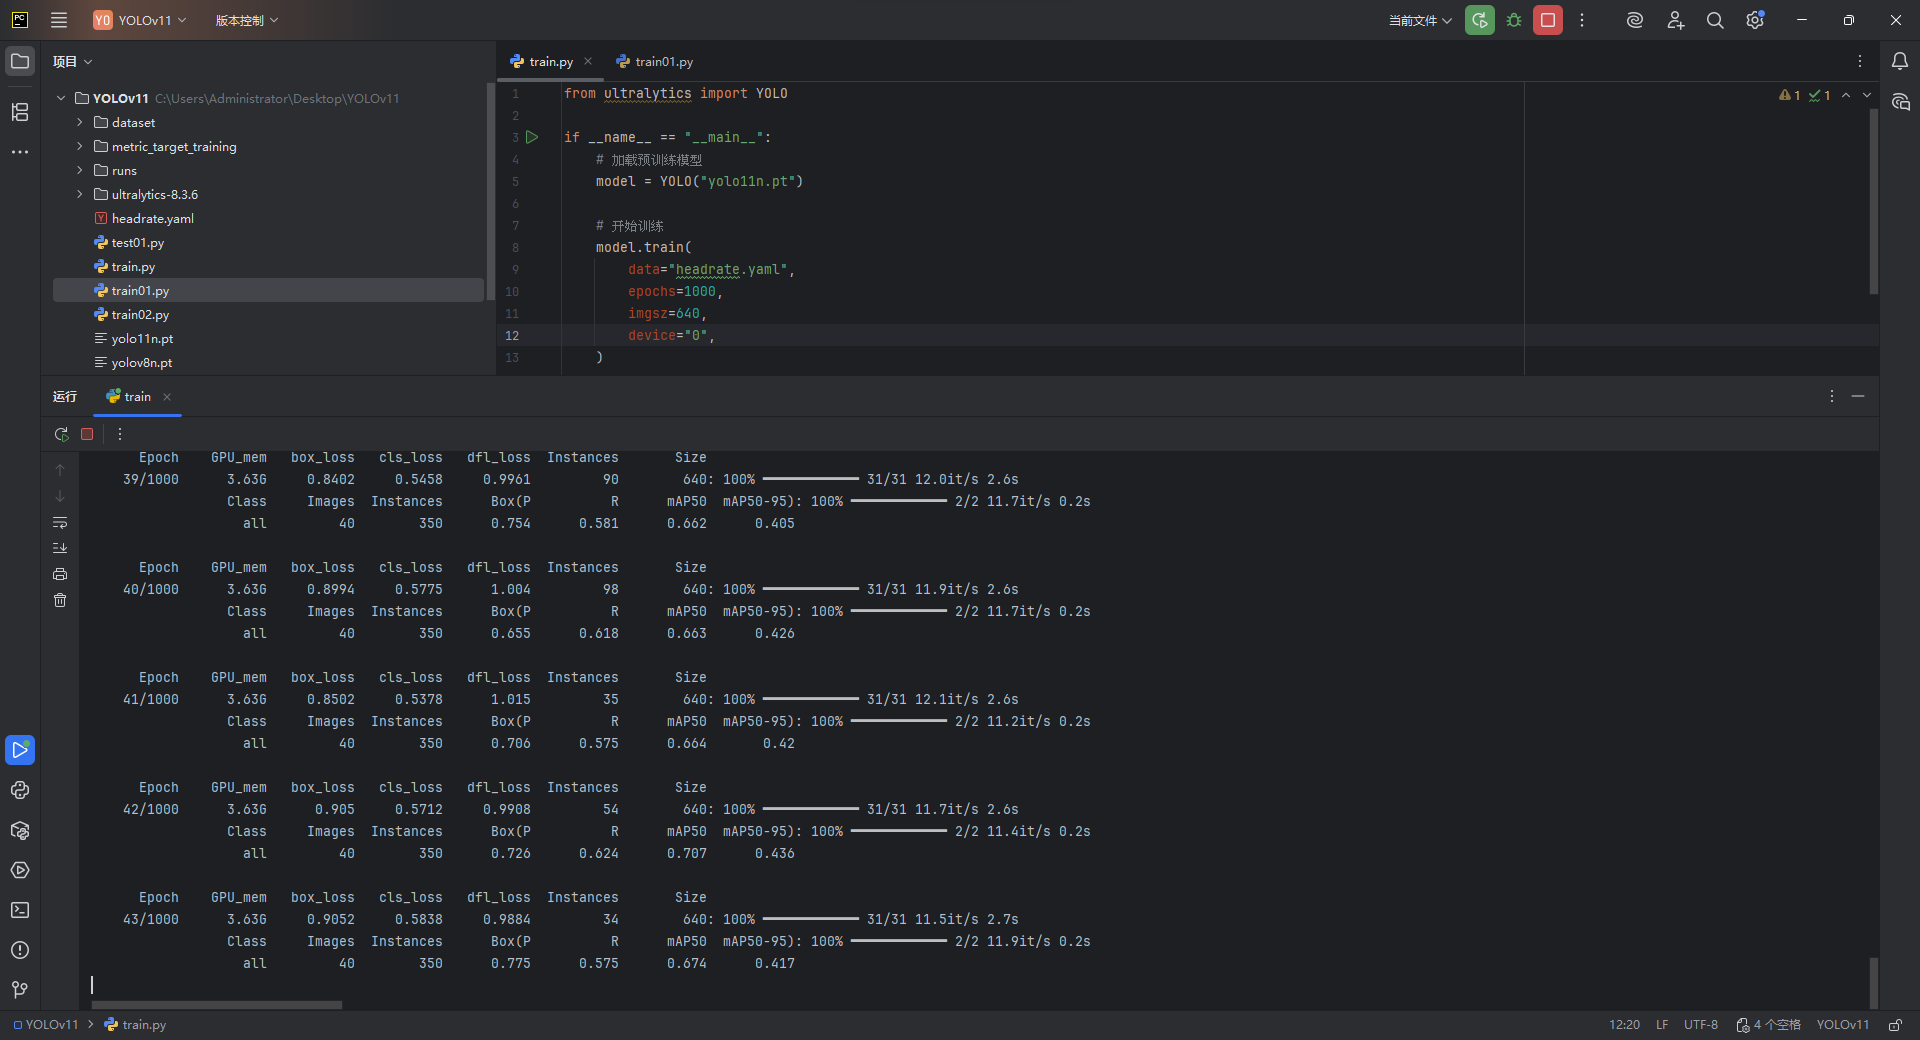 PC YO YOLOv11 版本控制 当前文件
项目
YOLOv11 C:\Users\Administrator\Desktop\YOLOv11
dataset
metric_target_training
runs
ultralytics-8.3.6
headrate.yaml
test01.py
train.py
train01.py
train02.py
yolo11n.pt
yolov8n.pt
train.py train01.py
1 from ultralytics import YOLO
2
3 if __name__ == "__main__":
4 # 加载预训练模型
5 model = YOLO("yolo11n.pt")
6
7 # 开始训练
8 model.train(
9 data="headrate.yaml",
10 epochs=1000,
11 imgsz=640,
12 device="0",
13 )
1 1
运行 train
Epoch GPU_mem box_loss cls_loss dfl_loss Instances Size
39/1000 3.63G 0.8402 0.5458 0.9961 90 640: 100% ━━━━━━━━━━━━ 31/31 12.0it/s 2.6s
Class Images Instances Box(P R mAP50 mAP50-95): 100% ━━━━━━━━━━━━ 2/2 11.7it/s 0.2s
all 40 350 0.754 0.581 0.662 0.405
Epoch GPU_mem box_loss cls_loss dfl_loss Instances Size
40/1000 3.63G 0.8994 0.5775 1.004 98 640: 100% ━━━━━━━━━━━━ 31/31 11.9it/s 2.6s
Class Images Instances Box(P R mAP50 mAP50-95): 100% ━━━━━━━━━━━━ 2/2 11.7it/s 0.2s
all 40 350 0.655 0.618 0.663 0.426
Epoch GPU_mem box_loss cls_loss dfl_loss Instances Size
41/1000 3.63G 0.8502 0.5378 1.015 35 640: 100% ━━━━━━━━━━━━ 31/31 12.1it/s 2.6s
Class Images Instances Box(P R mAP50 mAP50-95): 100% ━━━━━━━━━━━━ 2/2 11.2it/s 0.2s
all 40 350 0.706 0.575 0.664 0.42
Epoch GPU_mem box_loss cls_loss dfl_loss Instances Size
42/1000 3.63G 0.905 0.5712 0.9908 54 640: 100% ━━━━━━━━━━━━ 31/31 11.7it/s 2.6s
Class Images Instances Box(P R mAP50 mAP50-95): 100% ━━━━━━━━━━━━ 2/2 11.4it/s 0.2s
all 40 350 0.726 0.624 0.707 0.436
Epoch GPU_mem box_loss cls_loss dfl_loss Instances Size
43/1000 3.63G 0.9052 0.5838 0.9884 34 640: 100% ━━━━━━━━━━━━ 31/31 11.5it/s 2.7s
Class Images Instances Box(P R mAP50 mAP50-95): 100% ━━━━━━━━━━━━ 2/2 11.9it/s 0.2s
all 40 350 0.775 0.575 0.674 0.417
YOLOv11 train.py 12:20 LF UTF-8 4 个空格 YOLOv11